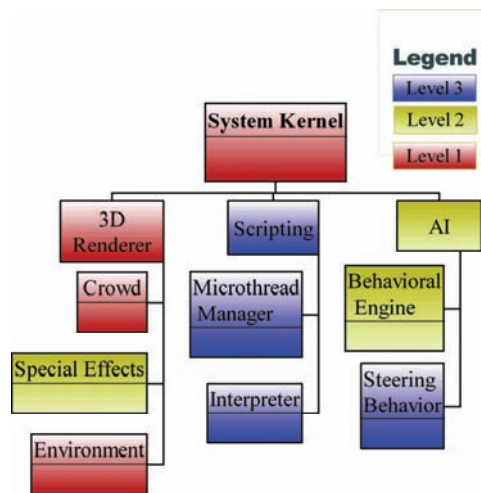 Legend
Level 3
Level 2
Level 1
System Kernel
3D
Renderer
Scripting
AI
Crowd
Microthread
Manager
Behavioral
Engine
Special Effects
Interpreter
Steering
Behavior
Environment